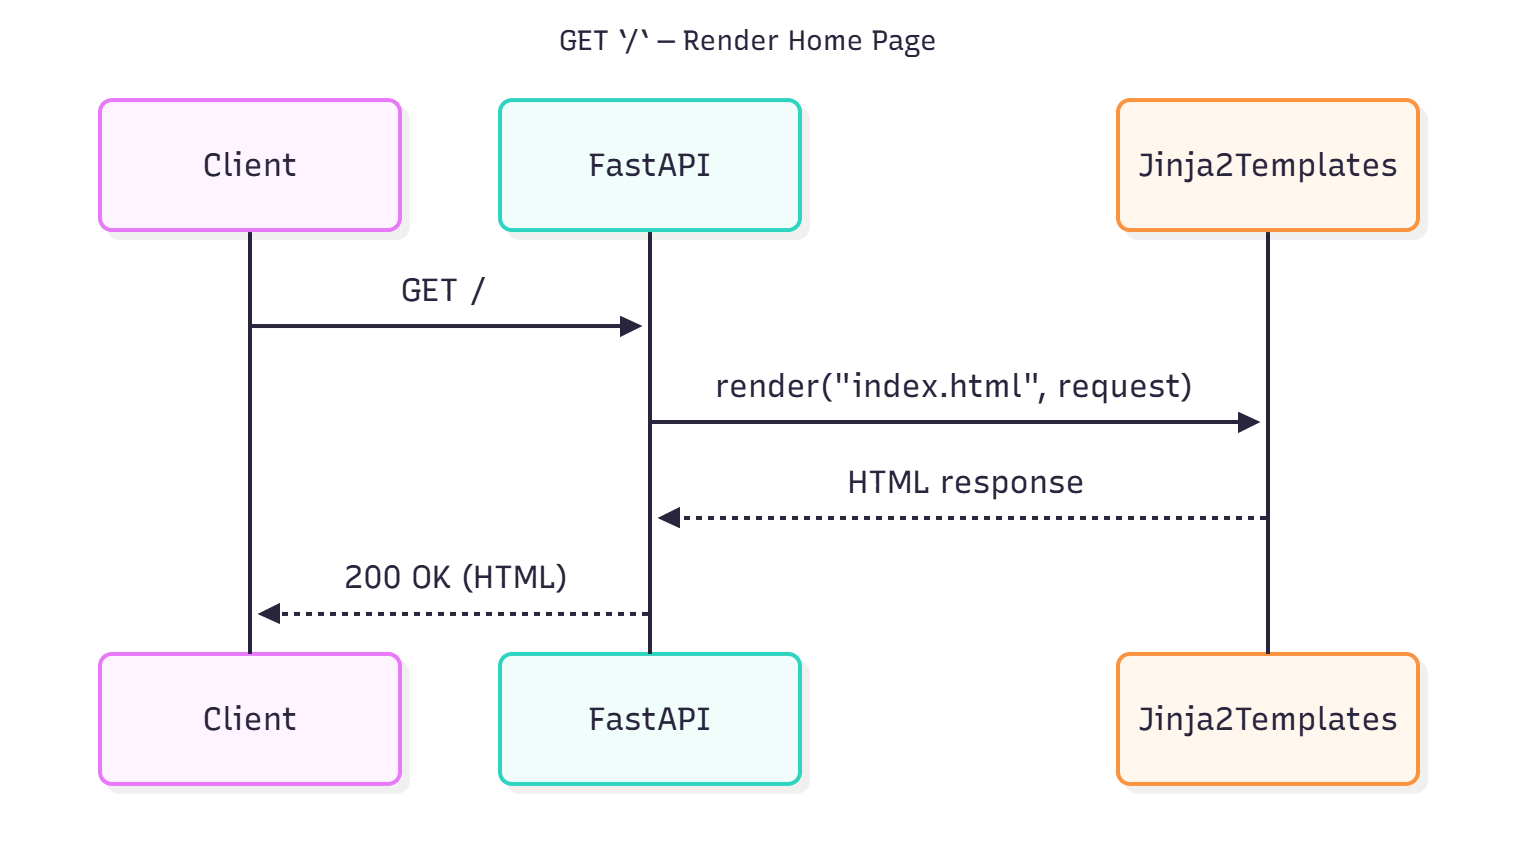 GET `/` – Render Home Page
Client
FastAPI
Jinja2Templates
GET /
render("index.html", request)
HTML response
200 OK (HTML)
Client
FastAPI
Jinja2Templates